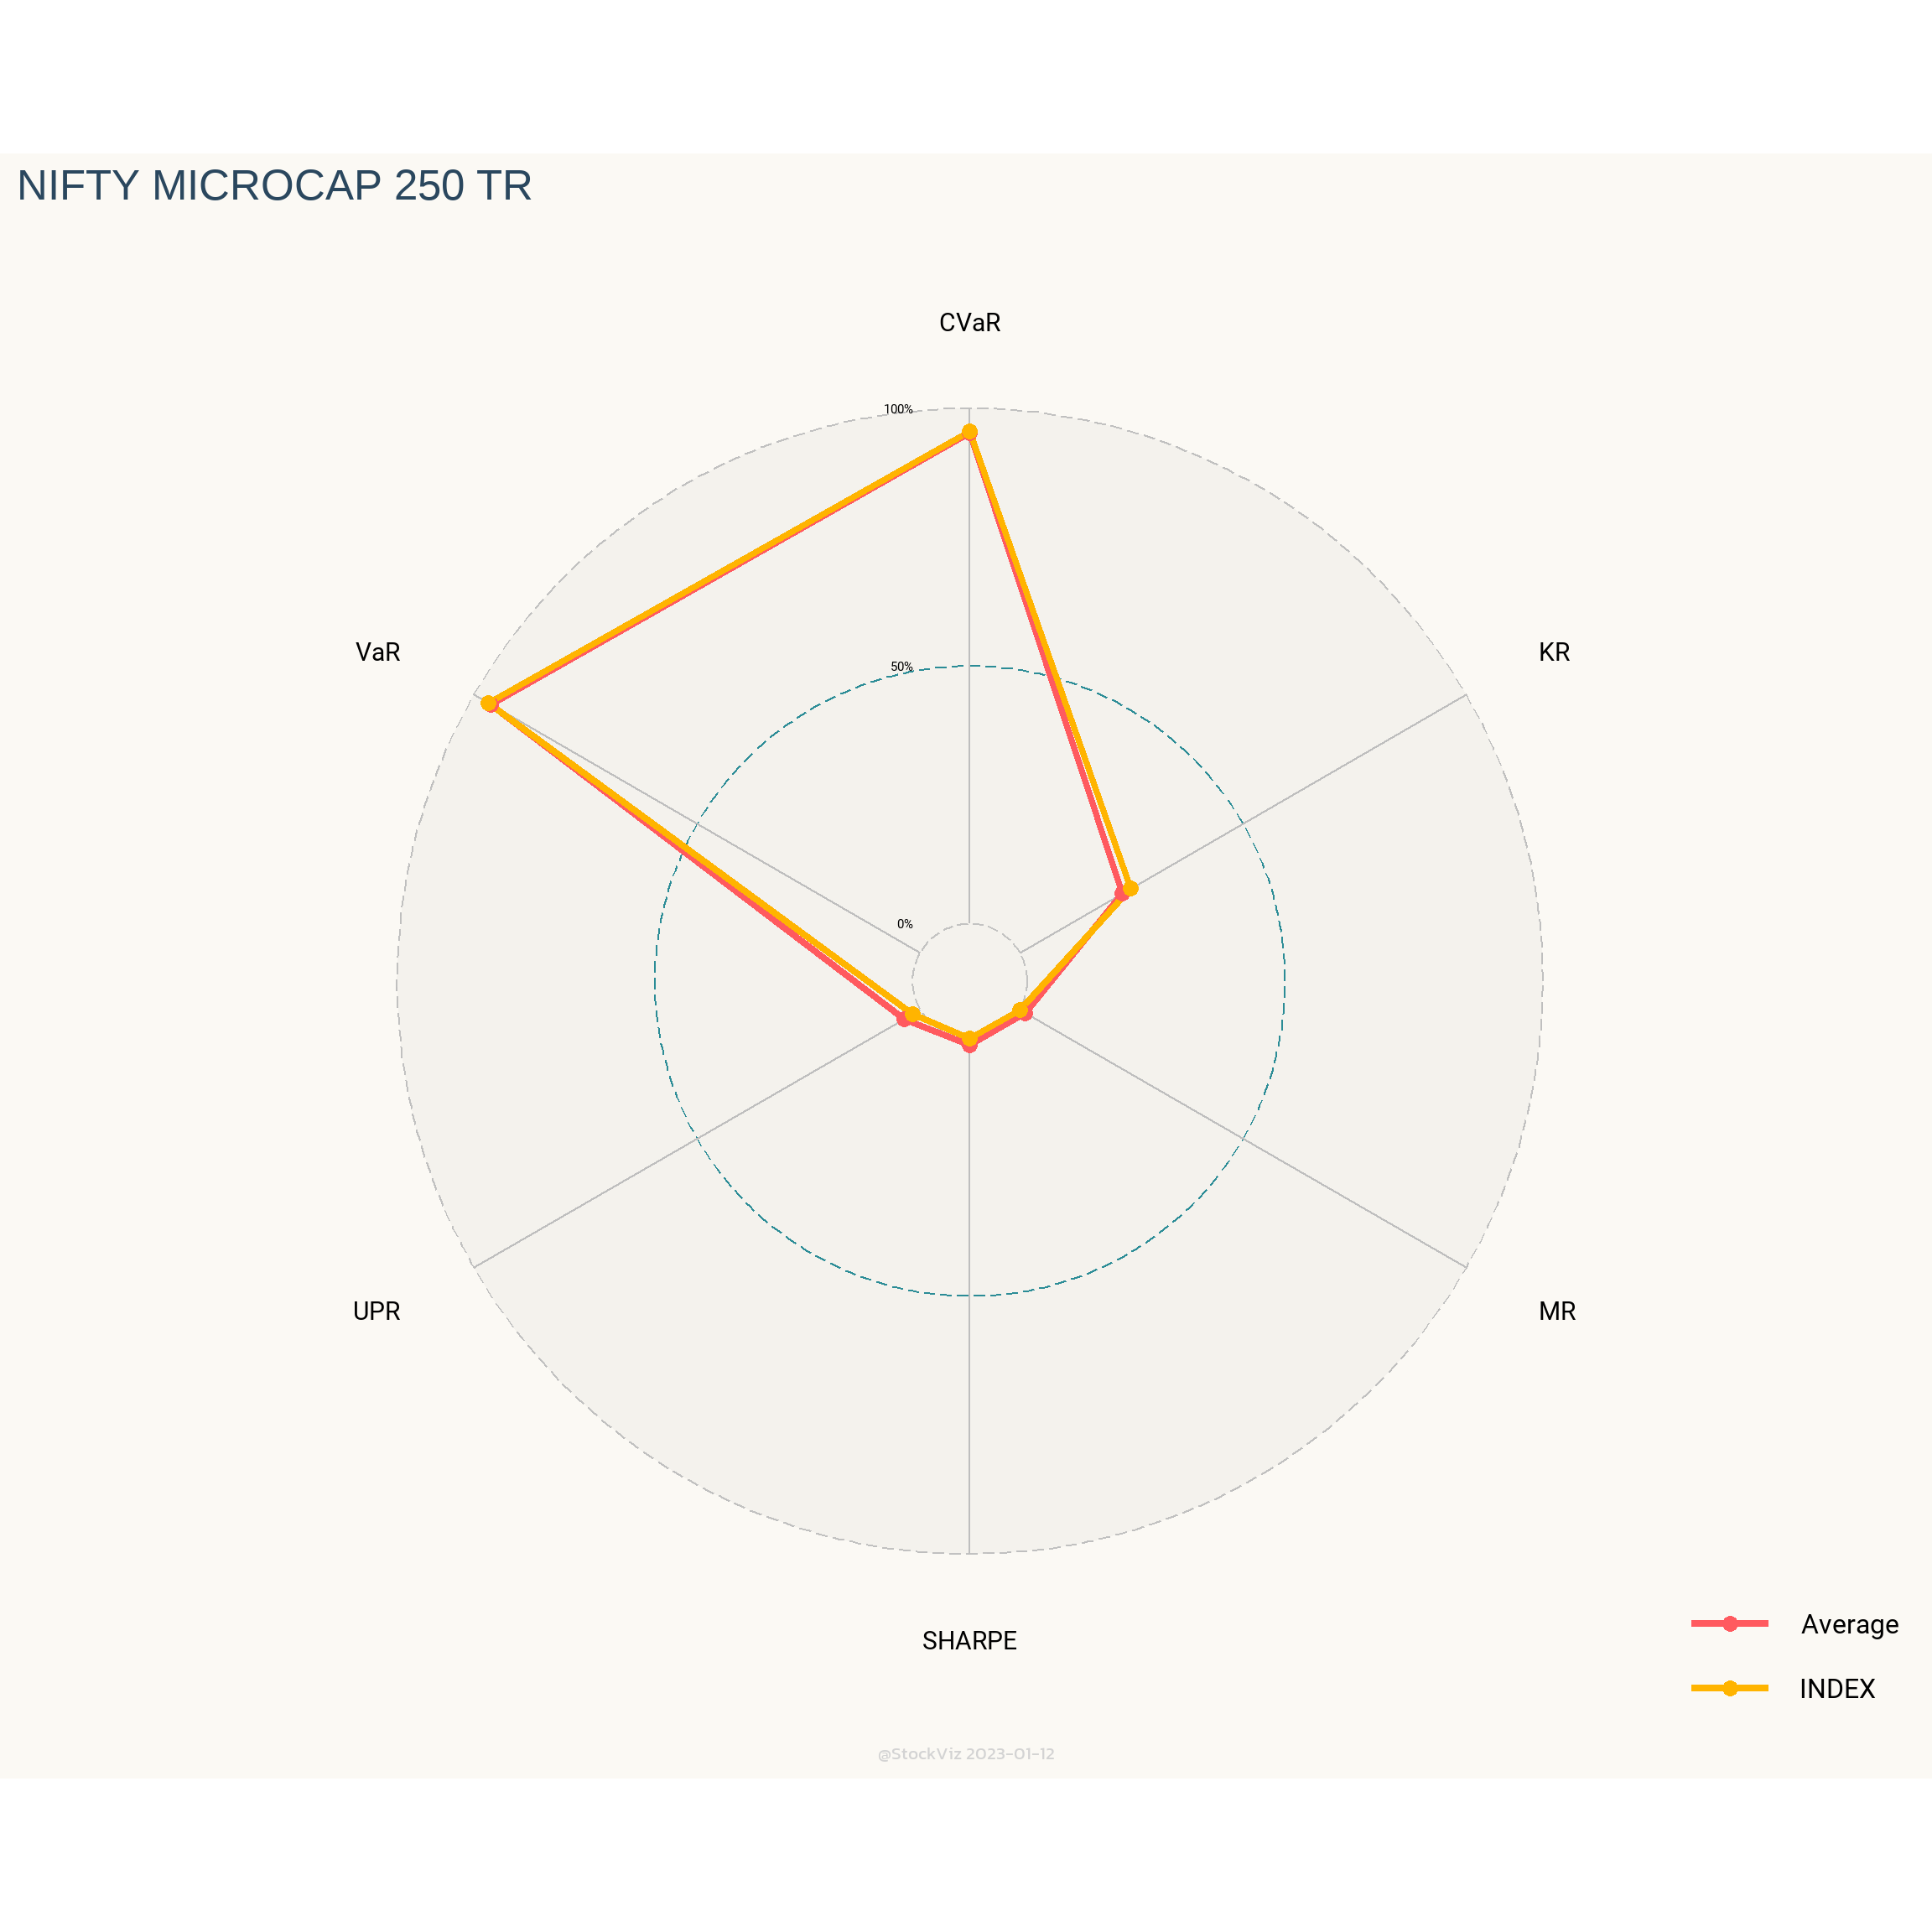 NIFTY MICROCAP 250 TR
CVaR
100%
VaR
50%
KR
0%
UPR
MR
SHARPE
Average
INDEX
@StockViz 2023-01-12